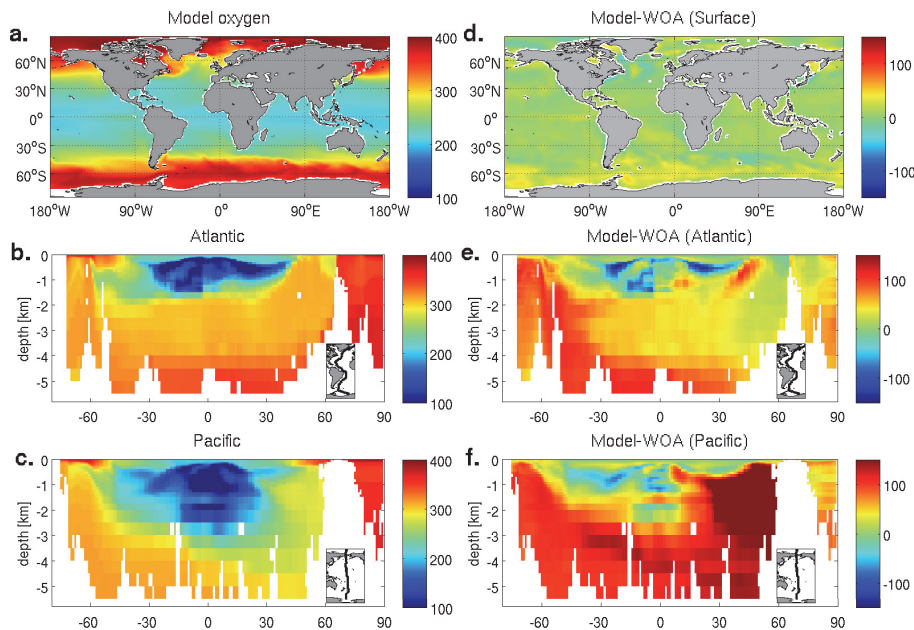 a.
Model oxygen
60°N
30°N
0°
30°S
60°S
180°W
90°W
0°E
90°E
180°W
400
300
200
100
d.
Model-WOA (Surface)
60°N
30°N
0°
30°S
60°S
180°W
90°W
0°E
90°E
180°W
100
0
-100
b.
Atlantic
depth [km]
0
-1
-2
-3
-4
-5
-60
-30
0
30
60
90
400
300
200
100
e.
Model-WOA (Atlantic)
depth [km]
0
-1
-2
-3
-4
-5
-60
-30
0
30
60
90
100
0
-100
c.
Pacific
depth [km]
0
-1
-2
-3
-4
-5
-60
-30
0
30
60
90
400
300
200
100
f.
Model-WOA (Pacific)
depth [km]
0
-1
-2
-3
-4
-5
-60
-30
0
30
60
90
100
0
-100